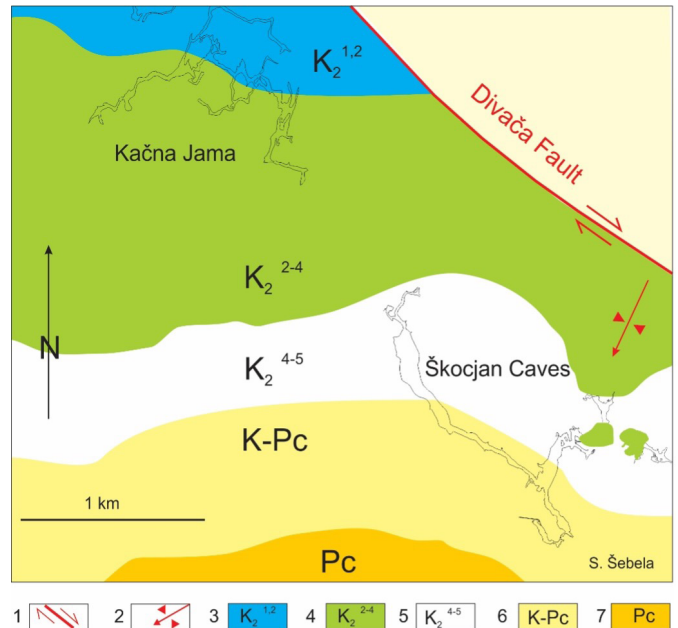 K₂ 1,2
Divača Fault
Kačna Jama
K₂ 2-4
N
K₂ 4-5
Škocjan Caves
K-Pc
1 km
Pc
S. Šebela
1 2 3 K₂ 1,2 4 K₂ 2-4 5 K₂ 4-5 6 K-Pc 7 Pc